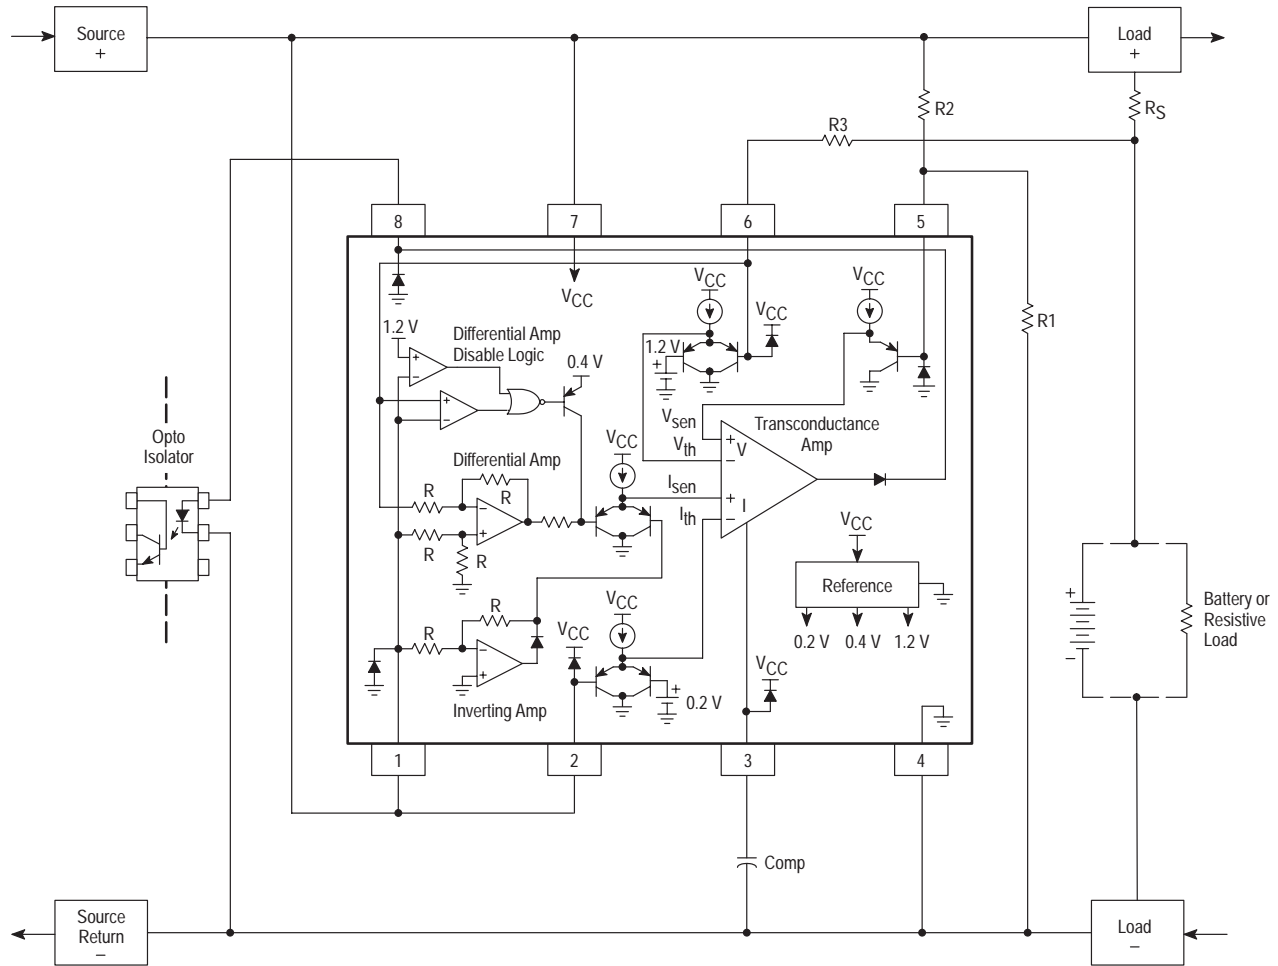 Source
+
Load
+
R2
RS
R3
8
7
6
5
VCC
VCC
VCC
VCC
1.2 V
Differential Amp
Disable Logic
0.4 V
1.2 V
+
R1
+
−
+
−
Vsen
Vth
Transconductance
Amp
+
V
−
Isen
Ith
+
I
−
VCC
Opto
Isolator
Differential Amp
R
R
−
+
R
R
VCC
Reference
0.2 V
0.4 V
1.2 V
+
−
Battery or
Resistive
Load
R
R
−
+
Inverting Amp
VCC
VCC
+
0.2 V
VCC
1
2
3
4
Comp
Source
Return
−
Load
−